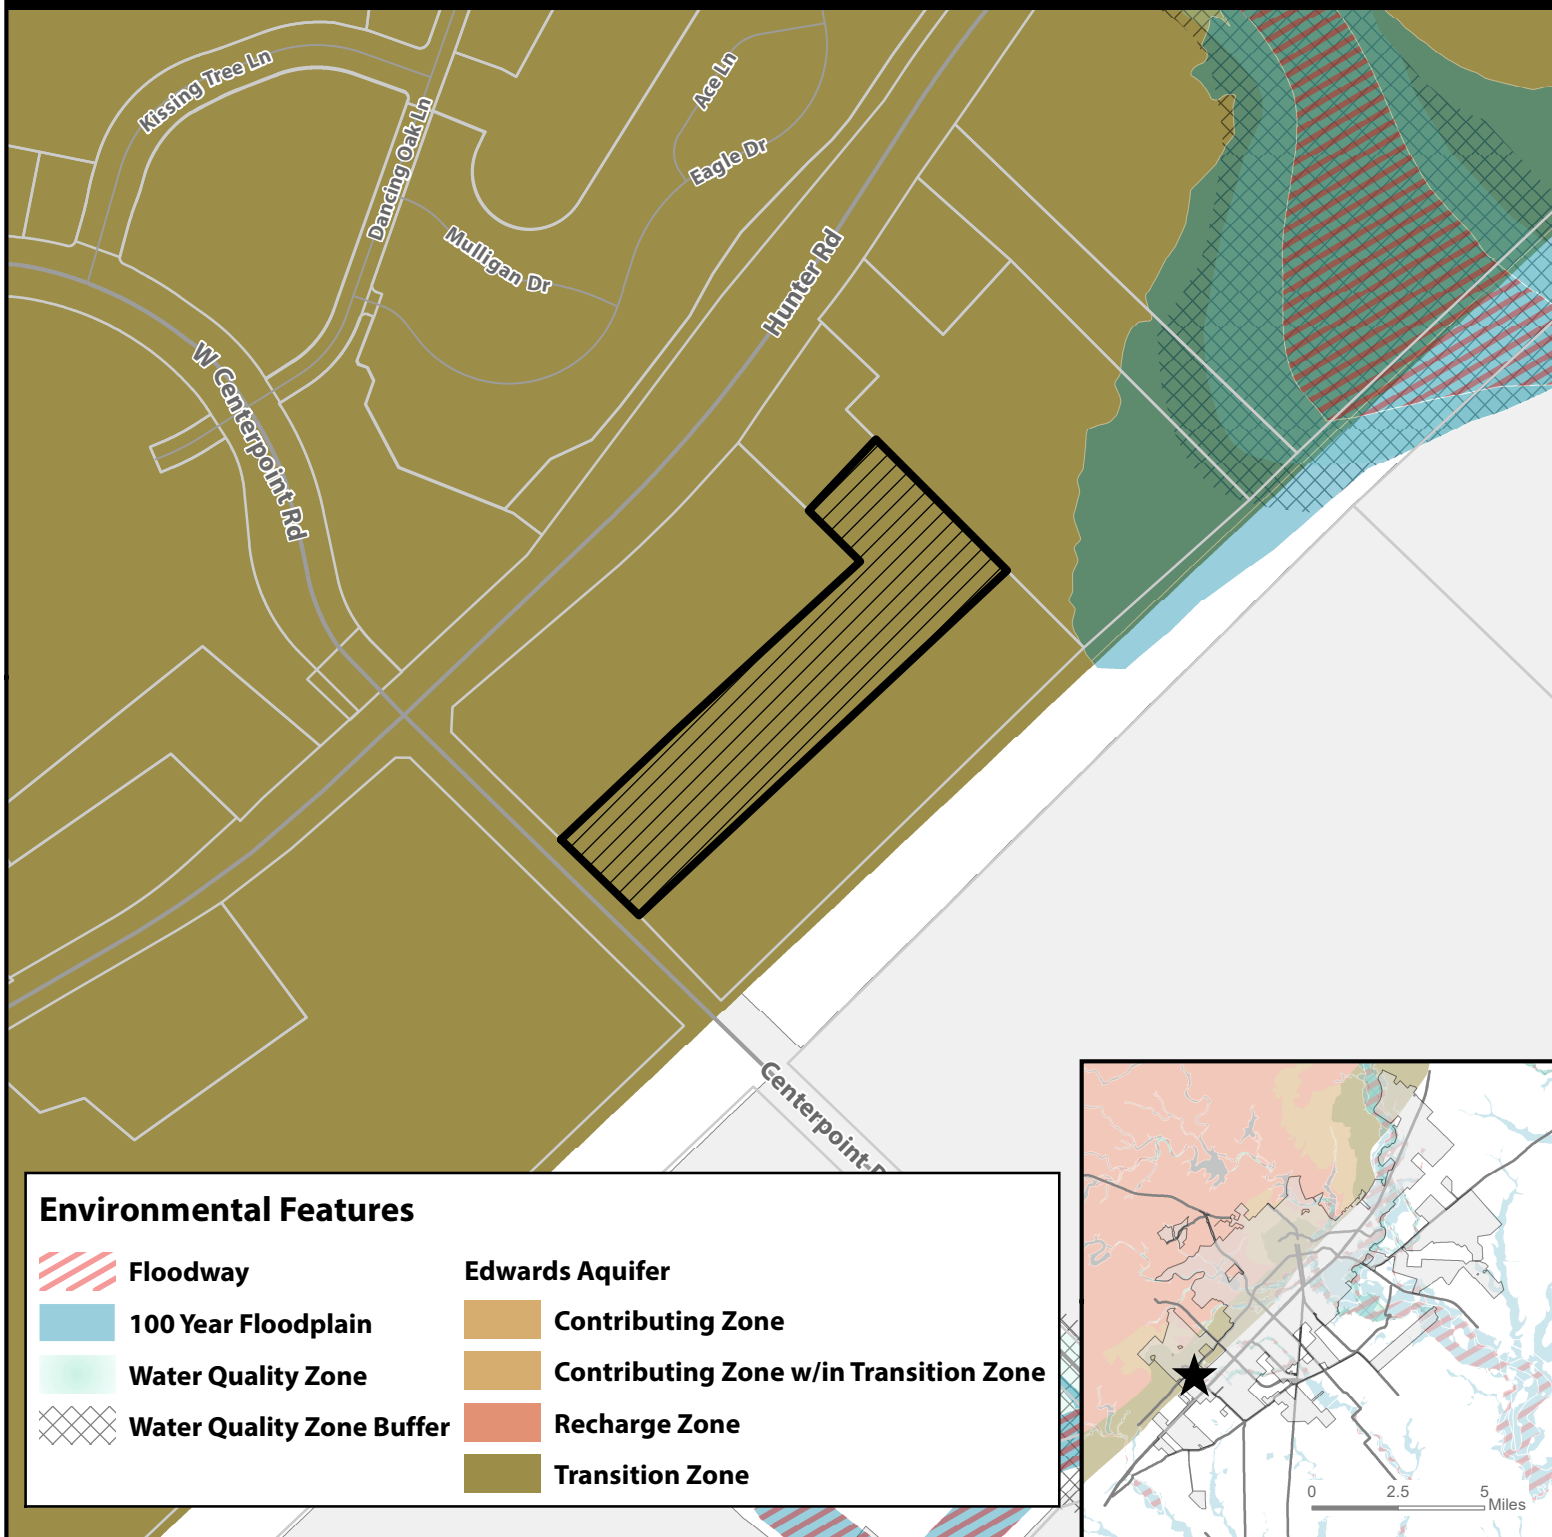 Kissing Tree Ln
Dancing Oak Ln
Ace Ln
Eagle Dr
Mulligan Dr
Hunter Rd
W Centerpoint Rd
Centerpoint
Environmental Features
Floodway
100 Year Floodplain
Water Quality Zone
Water Quality Zone Buffer
Edwards Aquifer
Contributing Zone
Contributing Zone w/in Transition Zone
Recharge Zone
Transition Zone
0 2.5 5
Miles